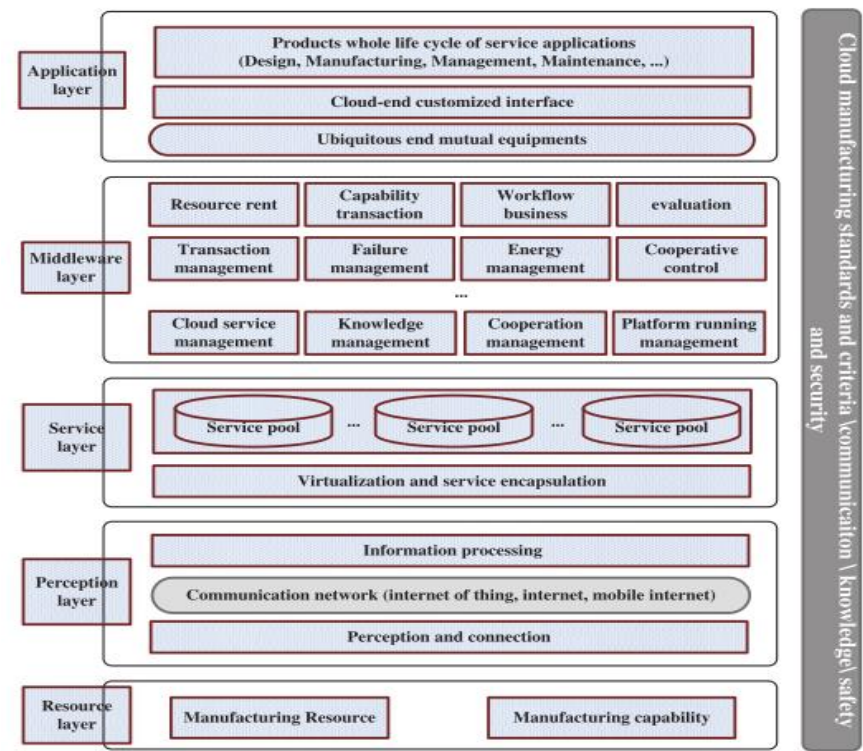 Application
layer
Products whole life cycle of service applications
(Design, Manufacturing, Management, Maintenance, ...)
Cloud-end customized interface
Ubiquitous end mutual equipments
Middleware
layer
Resource rent
Capability
transaction
Workflow
business
evaluation
Transaction
management
Failure
management
Energy
management
Cooperative
control
...
Cloud service
management
Knowledge
management
Cooperation
management
Platform running
management
Service
layer
Service pool
...
Service pool
...
Service pool
Virtualization and service encapsulation
Perception
layer
Information processing
Communication network (internet of thing, internet, mobile internet)
Perception and connection
Resource
layer
Manufacturing Resource
Manufacturing capability
Cloud manufacturing standards and criteria \communicaiton \ knowledge\ safety
and security